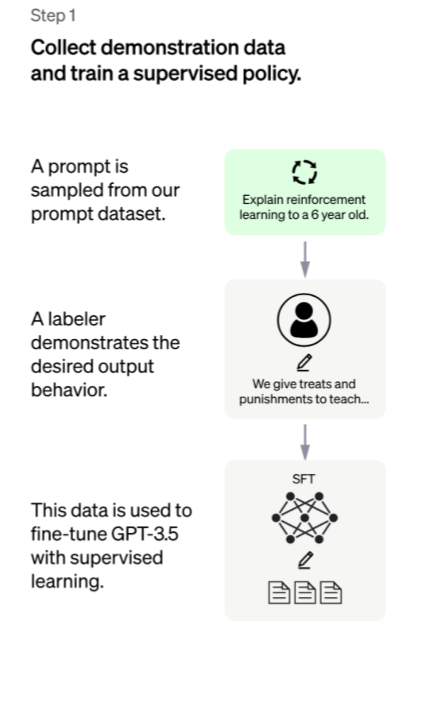 Step 1
Collect demonstration data
and train a supervised policy.
A prompt is
sampled from our
prompt dataset.
Explain reinforcement
learning to a 6 year old.
A labeler
demonstrates the
desired output
behavior.
We give treats and
punishments to teach...
This data is used to
fine-tune GPT-3.5
with supervised
learning.
SFT